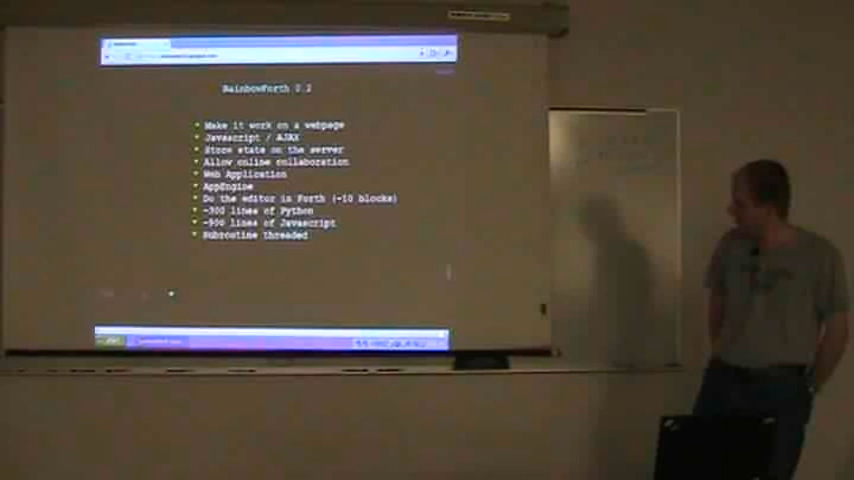 RainbowForth 0.2
Make it work on a webpage
Javascript / AJAX
Store state on the server
Allow online collaboration
Web Application
AppEngine
Do the editor in Forth (~10 blocks)
~300 lines of Python
~900 lines of Javascript
Subroutine threaded